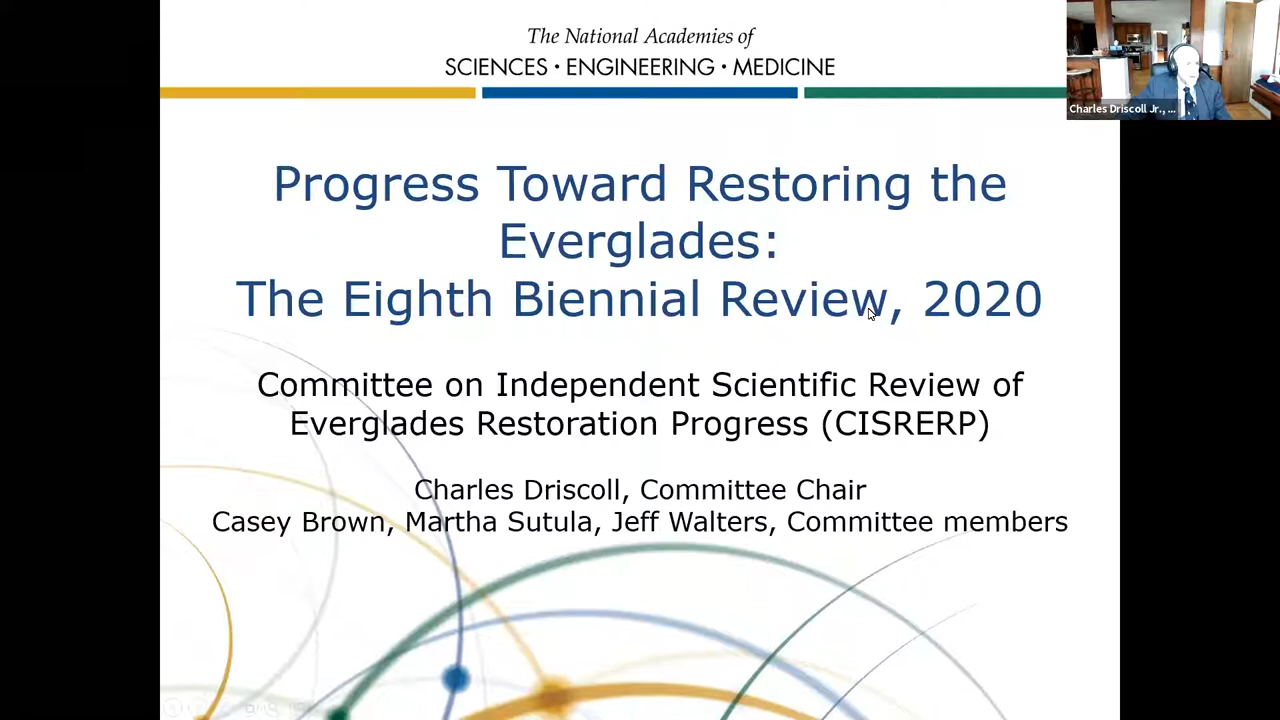 The National Academies of
SCIENCES · ENGINEERING · MEDICINE
Charles Driscoll Jr., ...
Progress Toward Restoring the
Everglades:
The Eighth Biennial Review, 2020
Committee on Independent Scientific Review of
Everglades Restoration Progress (CISRERP)
Charles Driscoll, Committee Chair
Casey Brown, Martha Sutula, Jeff Walters, Committee members